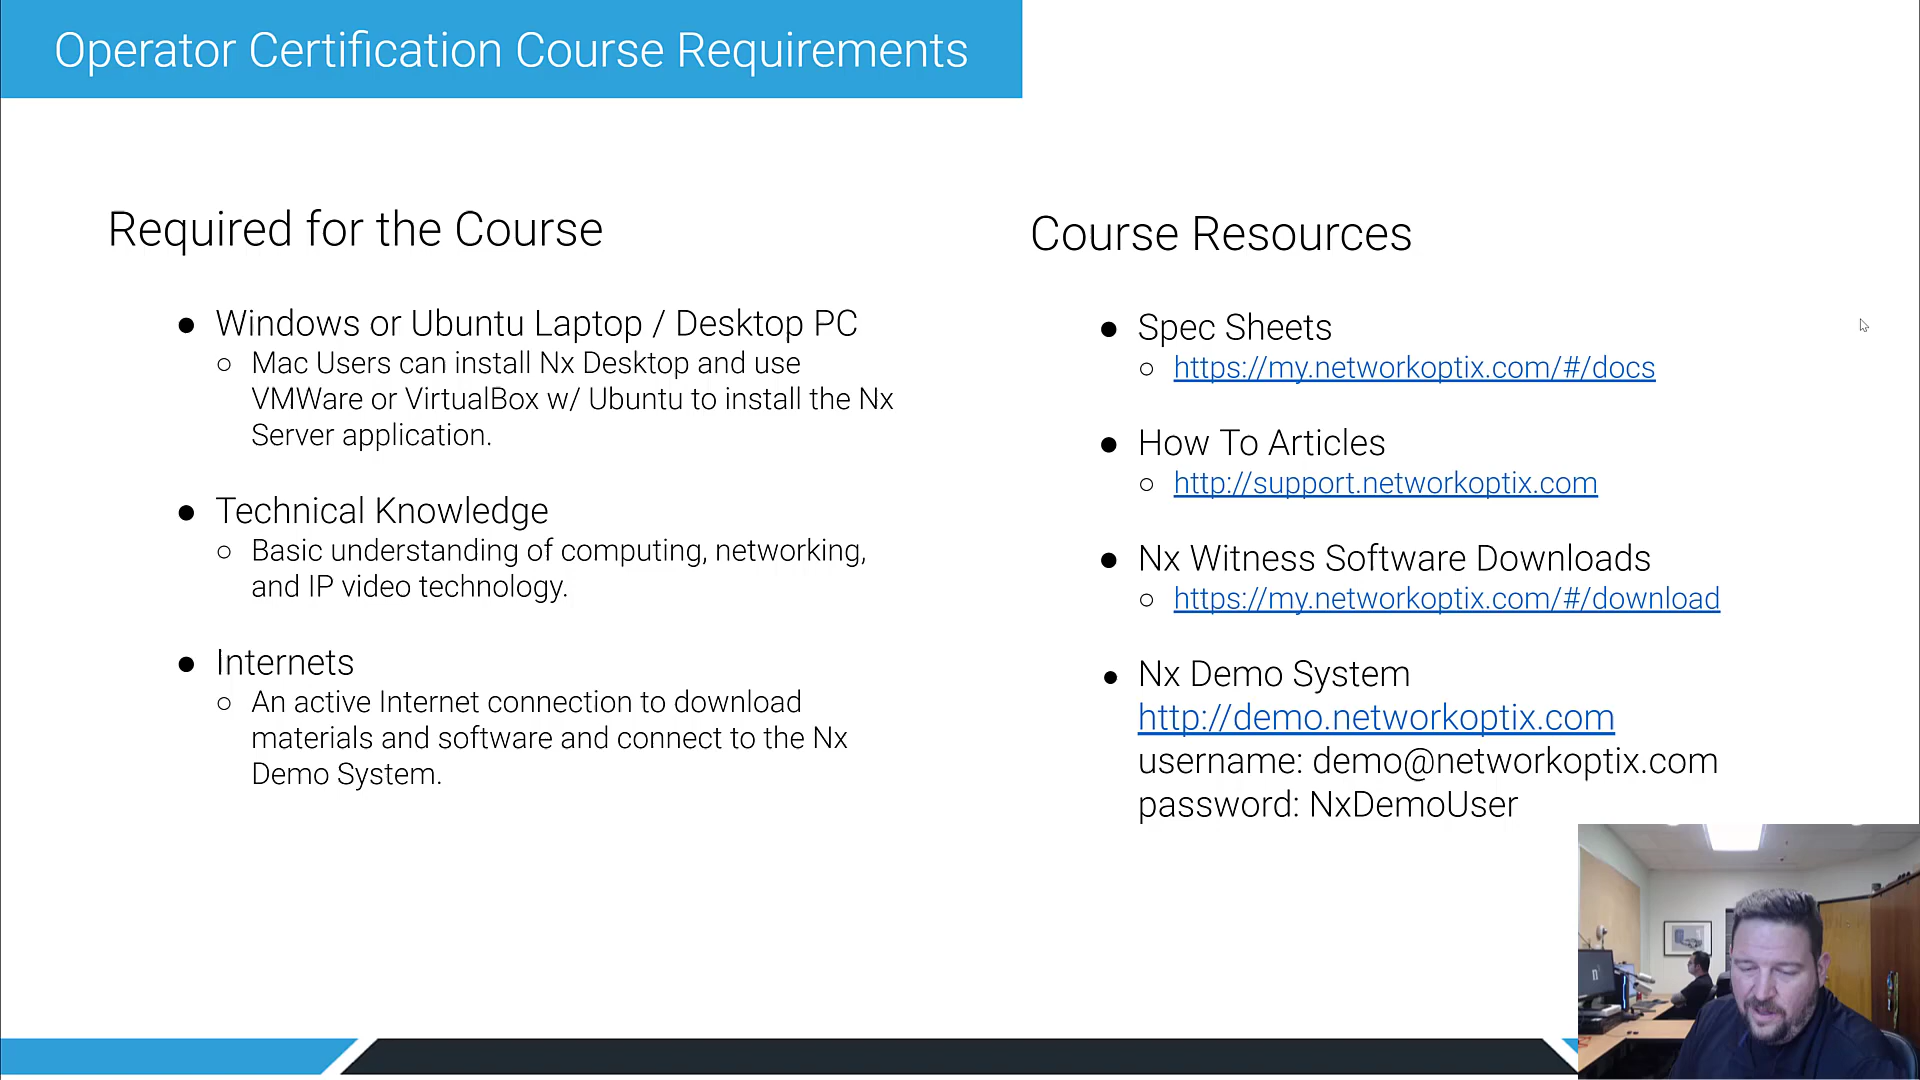 Operator Certification Course Requirements
Required for the Course
● Windows or Ubuntu Laptop / Desktop PC
○ Mac Users can install Nx Desktop and use
VMWare or VirtualBox w/ Ubuntu to install the Nx
Server application.
● Technical Knowledge
○ Basic understanding of computing, networking,
and IP video technology.
● Internets
○ An active Internet connection to download
materials and software and connect to the Nx
Demo System.
Course Resources
● Spec Sheets
○ https://my.networkoptix.com/#/docs
● How To Articles
○ http://support.networkoptix.com
● Nx Witness Software Downloads
○ https://my.networkoptix.com/#/download
● Nx Demo System
http://demo.networkoptix.com
username: demo@networkoptix.com
password: NxDemoUser